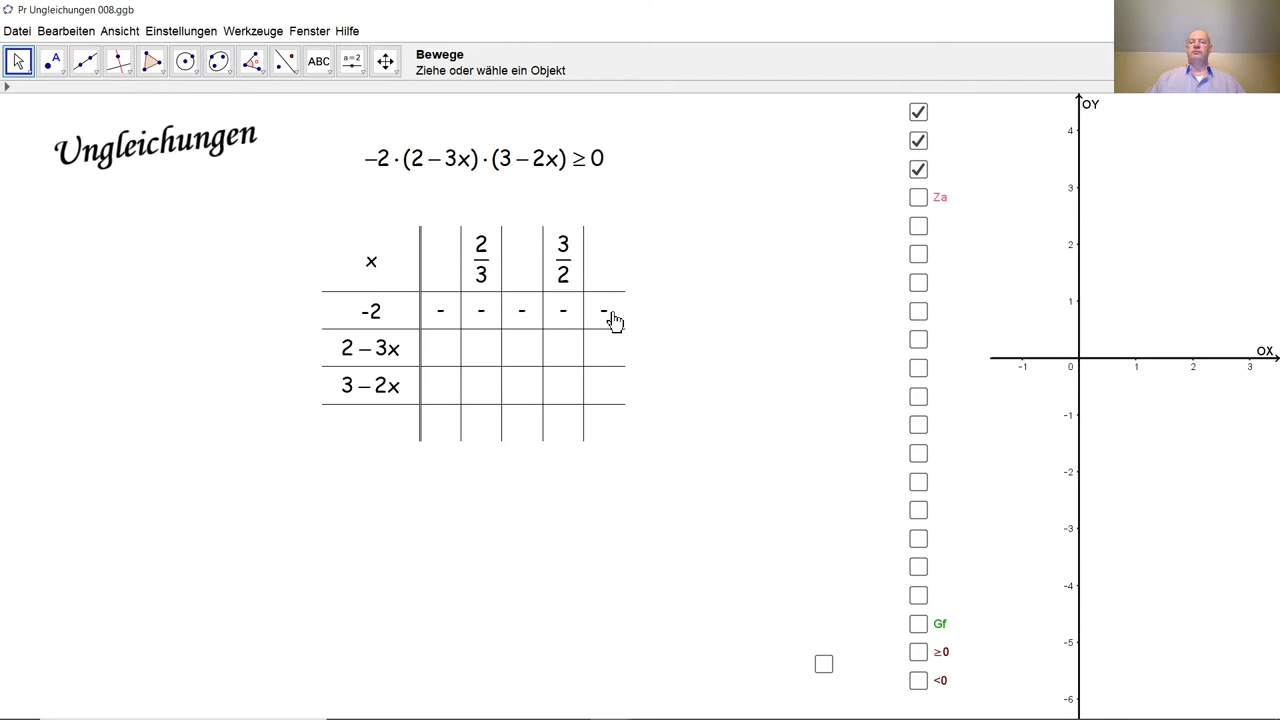 Pr Ungleichungen 008.ggb
Datei Bearbeiten Ansicht Einstellungen Werkzeuge Fenster Hilfe
A
ABC
a=2
Bewege
Ziehe oder wähle ein Objekt
Ungleichungen
−2·(2−3x)·(3−2x)≥0
x 2/3 3/2
-2 - - - - -
2−3x
3−2x
Za
Gf
≥0
<0
OY
4
3
2
1
OX
-1 0 1 2 3
-1
-2
-3
-4
-5
-6